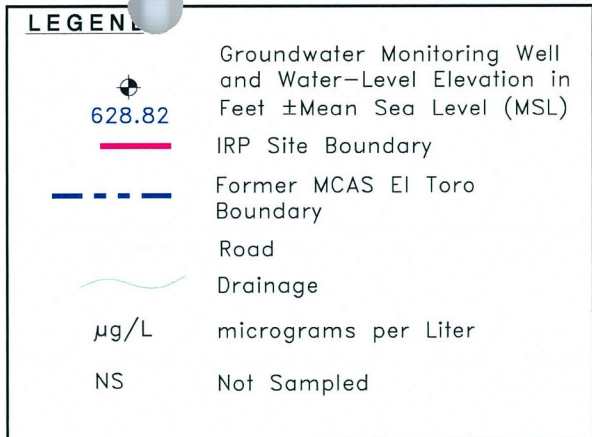 LEGEN
Groundwater Monitoring Well
and Water-Level Elevation in
628.82 Feet ±Mean Sea Level (MSL)
IRP Site Boundary
Former MCAS El Toro
Boundary
Road
Drainage
µg/L micrograms per Liter
NS Not Sampled